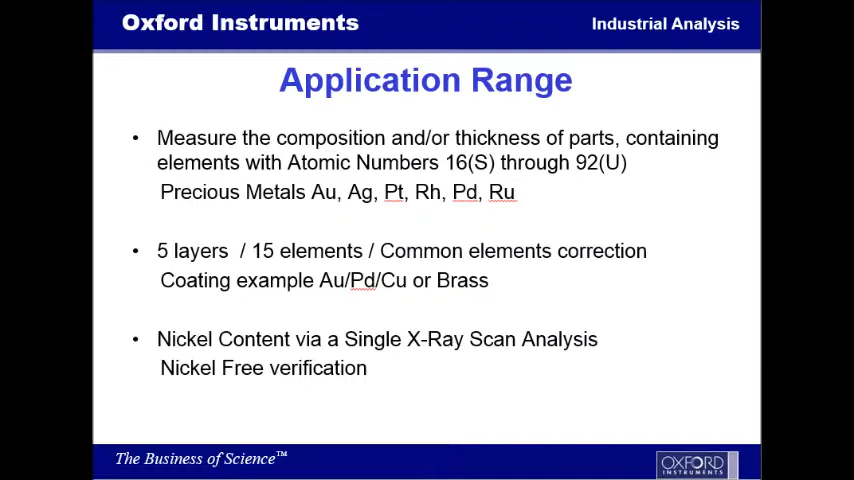 Oxford Instruments
Industrial Analysis
Application Range
• Measure the composition and/or thickness of parts, containing
elements with Atomic Numbers 16(S) through 92(U)
Precious Metals Au, Ag, Pt, Rh, Pd, Ru
• 5 layers / 15 elements / Common elements correction
Coating example Au/Pd/Cu or Brass
• Nickel Content via a Single X-Ray Scan Analysis
Nickel Free verification
The Business of Science™
OXFORD
INSTRUMENTS